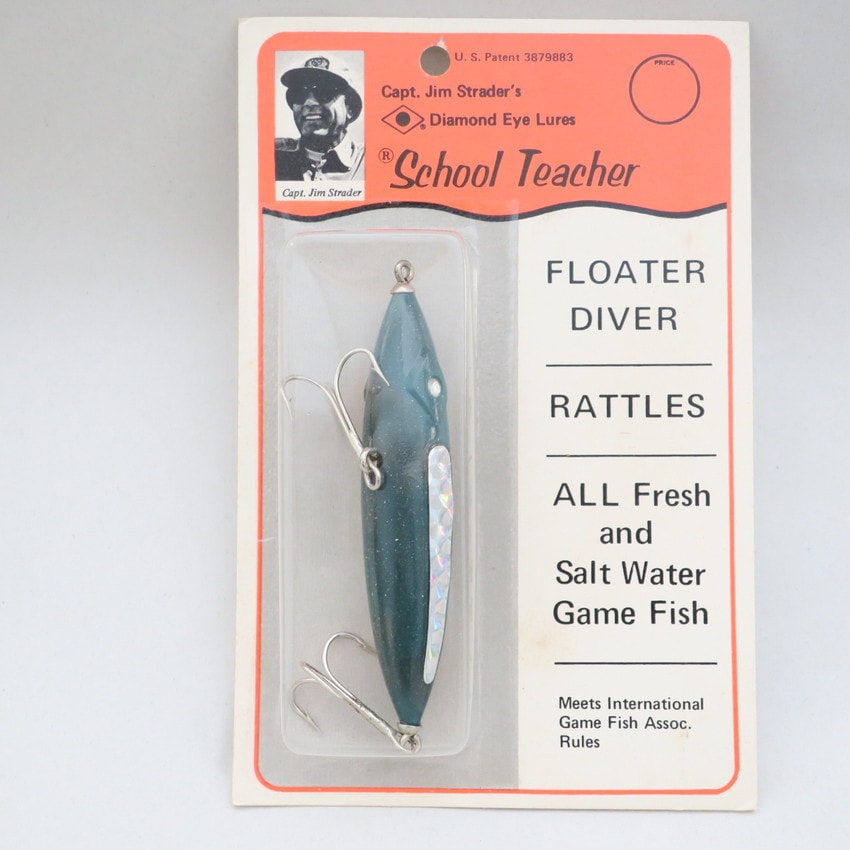 U. S. Patent 3879883
PRICE
Capt. Jim Strader's
® Diamond Eye Lures
® School Teacher
Capt. Jim Strader
FLOATER
DIVER
RATTLES
ALL Fresh
and
Salt Water
Game Fish
Meets International
Game Fish Assoc.
Rules